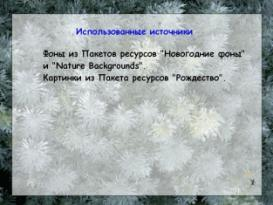 Использованные источники
Фоны из Пакетов ресурсов "Новогодние фоны"
и "Nature Backgrounds".
Картинки из Пакета ресурсов "Рождество".